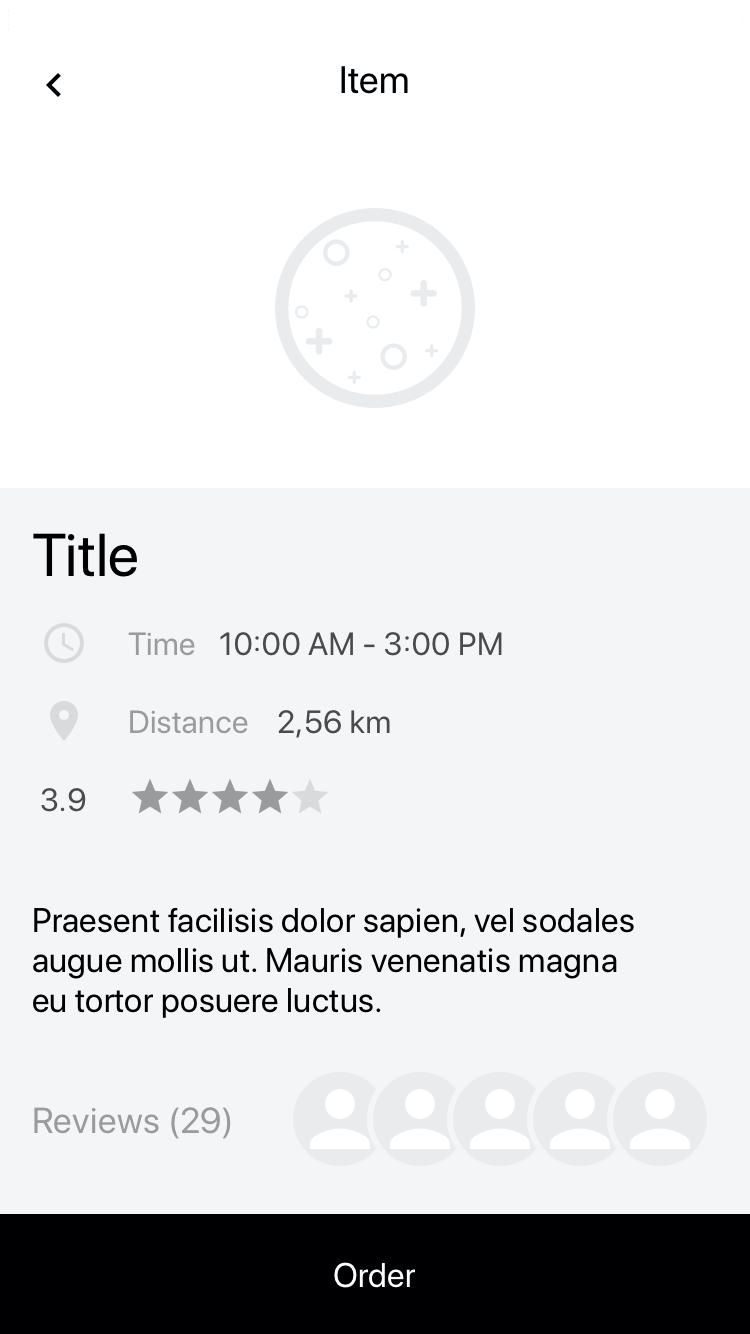 Item
Title
Time 10:00 AM - 3:00 PM
Distance 2,56 km
3.9
Praesent facilisis dolor sapien, vel sodales
augue mollis ut. Mauris venenatis magna
eu tortor posuere luctus.
Reviews (29)
Order